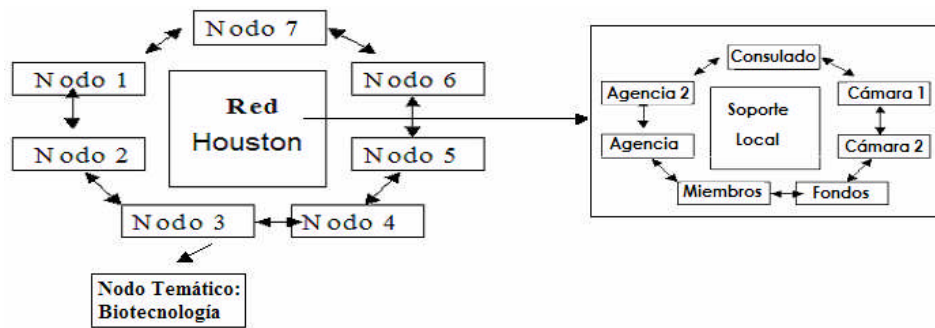 Nodo 7
Nodo 1
Nodo 6
Red
Houston
Nodo 2
Nodo 5
Nodo 3
Nodo 4
Nodo Temático:
Biotecnología
Consulado
Agencia 2
Cámara 1
Soporte
Local
Agencia
Cámara 2
Miembros
Fondos